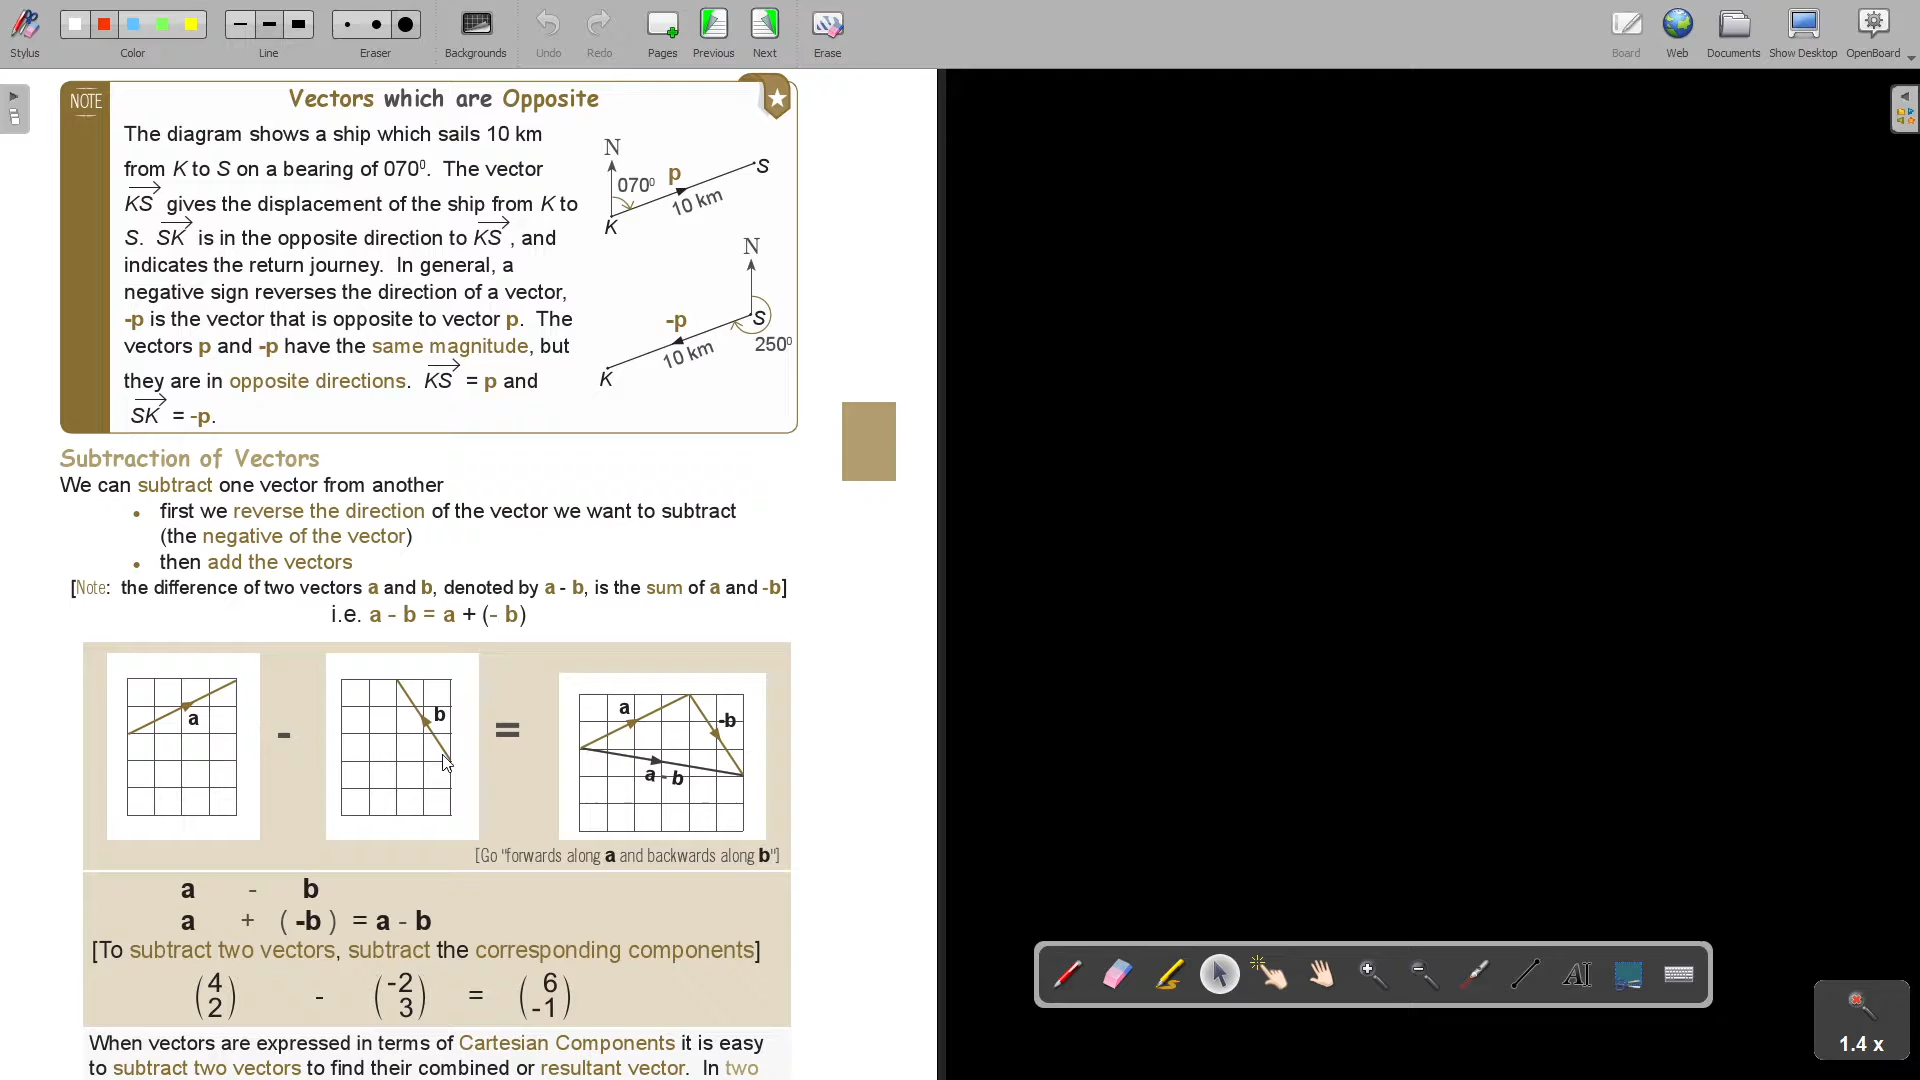 Stylus
Color
Line
Eraser
Backgrounds
Undo
Redo
Pages
Previous
Next
Erase
Board
Web
Documents
Show Desktop
OpenBoard
NOTE
Vectors which are Opposite
The diagram shows a ship which sails 10 km
from K to S on a bearing of 070⁰. The vector
KS gives the displacement of the ship from K to
S. SK is in the opposite direction to KS, and
indicates the return journey. In general, a
negative sign reverses the direction of a vector,
-p is the vector that is opposite to vector p. The
vectors p and -p have the same magnitude, but
they are in opposite directions. KS = p and
SK = -p.
N
070⁰
p
10 km
S
K
N
-p
S
10 km
250⁰
K
Subtraction of Vectors
We can subtract one vector from another
• first we reverse the direction of the vector we want to subtract
(the negative of the vector)
• then add the vectors
[Note: the difference of two vectors a and b, denoted by a - b, is the sum of a and -b]
i.e. a - b = a + (- b)
a
-
b
=
a
-b
a - b
[Go "forwards along a and backwards along b"]
a - b
a + (-b) = a - b
[To subtract two vectors, subtract the corresponding components]
(4 2) - (-2 3) = (6 -1)
When vectors are expressed in terms of Cartesian Components it is easy
to subtract two vectors to find their combined or resultant vector. In two
AI
1.4 x